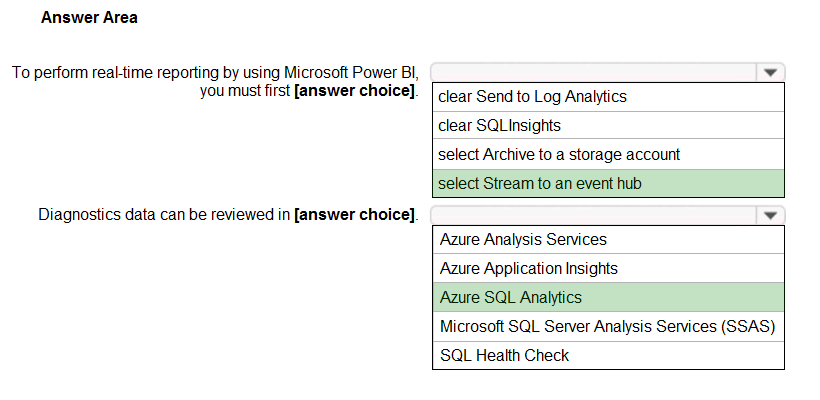 Answer Area
To perform real-time reporting by using Microsoft Power BI,
you must first [answer choice].
clear Send to Log Analytics
clear SQLInsights
select Archive to a storage account
select Stream to an event hub
Diagnostics data can be reviewed in [answer choice].
Azure Analysis Services
Azure Application Insights
Azure SQL Analytics
Microsoft SQL Server Analysis Services (SSAS)
SQL Health Check